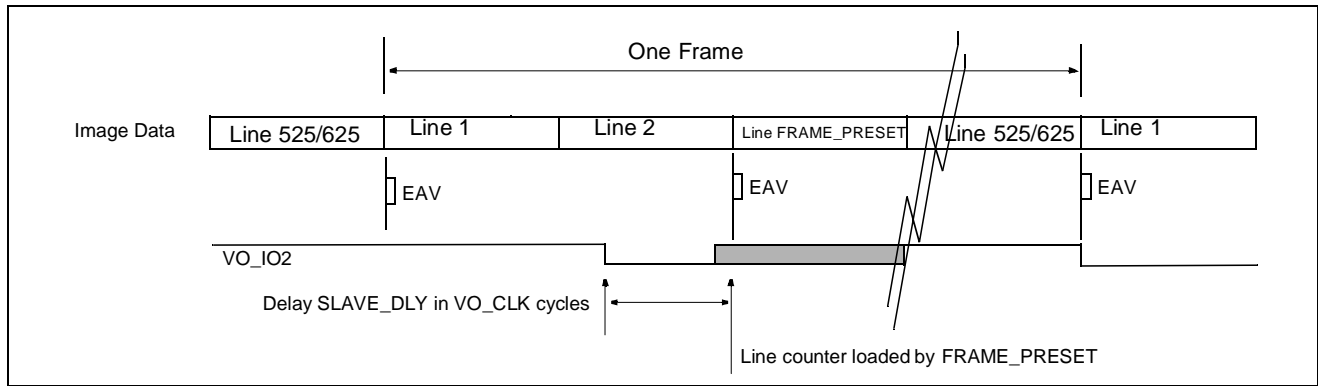 One Frame
Image Data
Line 525/625
Line 1
Line 2
Line FRAME_PRESET
Line 525/625
Line 1
EAV
EAV
EAV
VO_IO2
Delay SLAVE_DLY in VO_CLK cycles
Line counter loaded by FRAME_PRESET